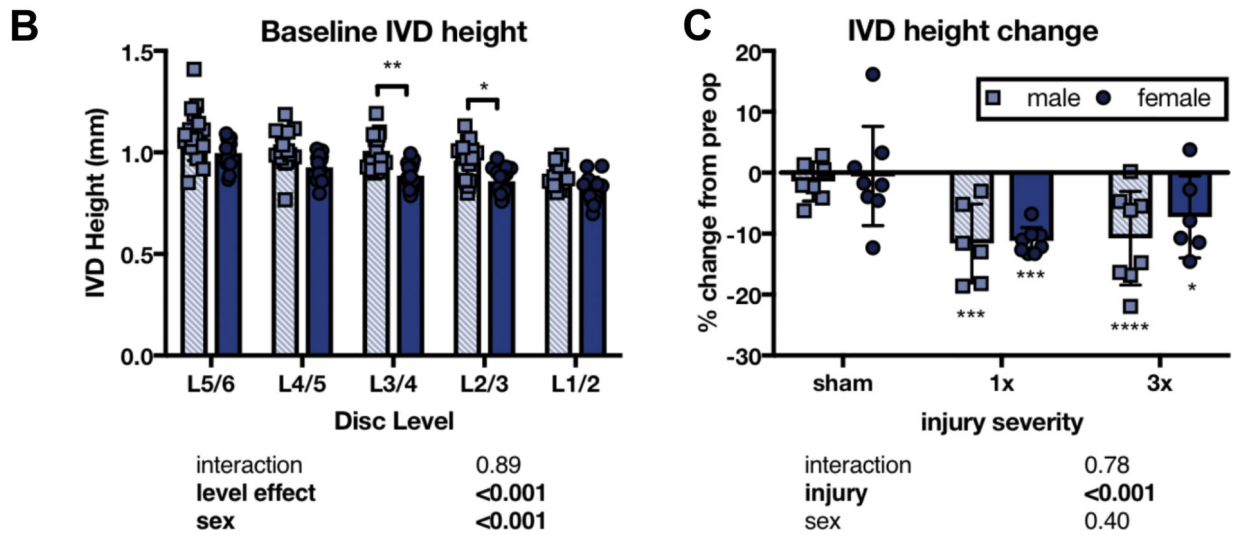 B
Baseline IVD height
IVD Height (mm)
1.5
1.0
0.5
0.0
**
*
L5/6 L4/5 L3/4 L2/3 L1/2
Disc Level
interaction 0.89
level effect <0.001
sex <0.001
C
IVD height change
% change from pre op
20
10
0
-10
-20
-30
male female
***
***
****
*
sham 1x 3x
injury severity
interaction 0.78
injury <0.001
sex 0.40